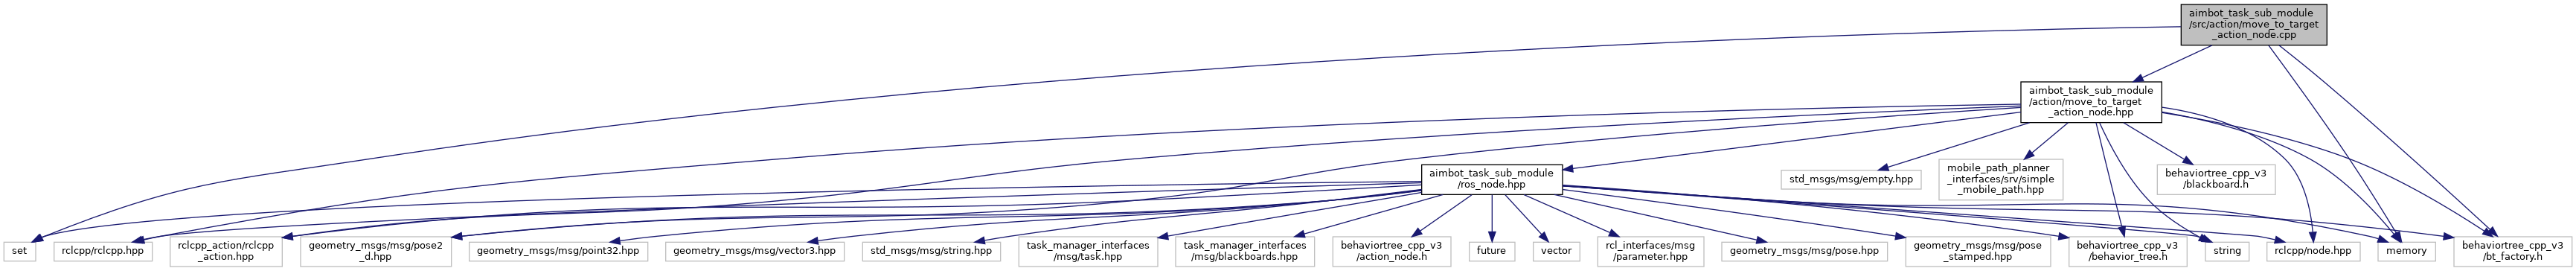 aimbot_task_sub_module
/src/action/move_to_target
_action_node.cpp
aimbot_task_sub_module
/action/move_to_target
_action_node.hpp
aimbot_task_sub_module
/ros_node.hpp
std_msgs/msg/empty.hpp
mobile_path_planner
_interfaces/srv/simple
_mobile_path.hpp
behaviortree_cpp_v3
/blackboard.h
set
rclcpp/rclcpp.hpp
rclcpp_action/rclcpp
_action.hpp
geometry_msgs/msg/pose2
_d.hpp
geometry_msgs/msg/point32.hpp
geometry_msgs/msg/vector3.hpp
std_msgs/msg/string.hpp
task_manager_interfaces
/msg/task.hpp
task_manager_interfaces
/msg/blackboards.hpp
behaviortree_cpp_v3
/action_node.h
future
vector
rcl_interfaces/msg
/parameter.hpp
geometry_msgs/msg/pose.hpp
geometry_msgs/msg/pose
_stamped.hpp
behaviortree_cpp_v3
/behavior_tree.h
string
rclcpp/node.hpp
memory
behaviortree_cpp_v3
/bt_factory.h